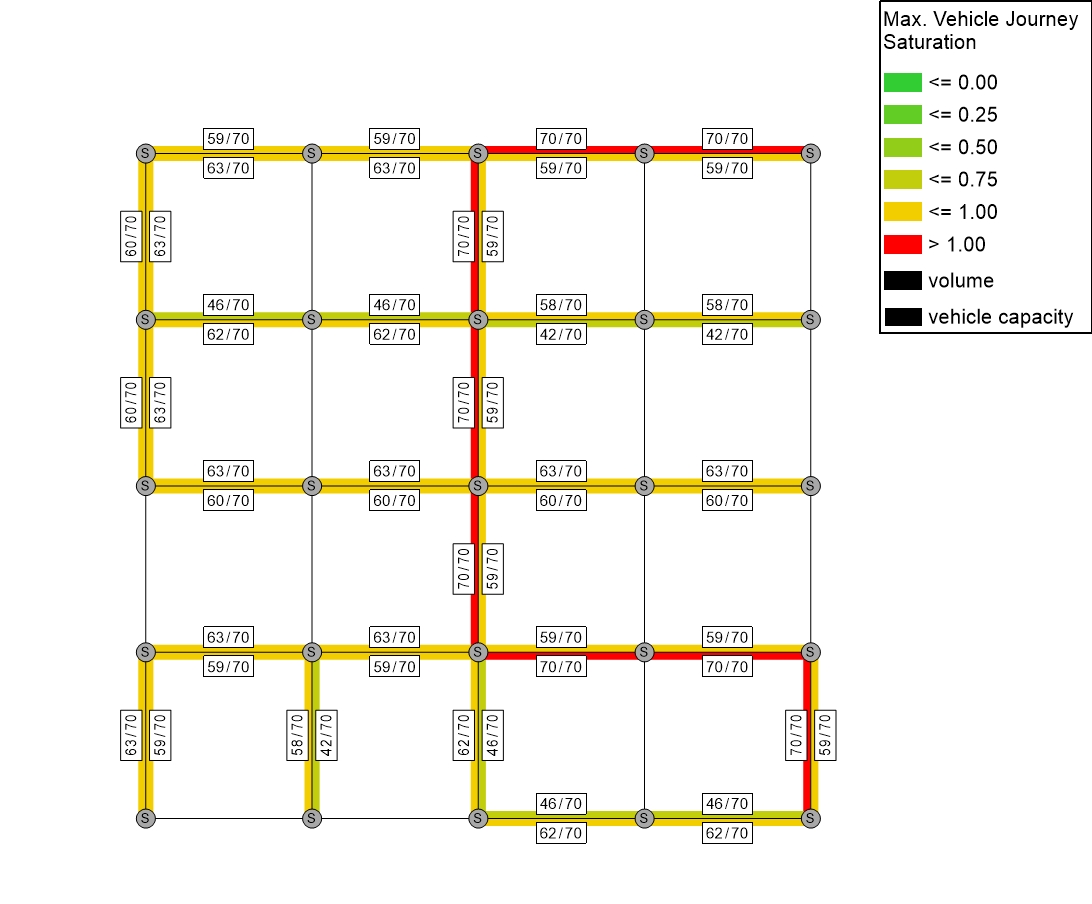 Max. Vehicle Journey
Saturation
<= 0.00
<= 0.25
<= 0.50
<= 0.75
<= 1.00
> 1.00
volume
vehicle capacity
59/70 59/70 70/70 70/70
S S S S S
63/70 63/70 59/70 59/70
60/70 63/70 70/70 59/70
46/70 46/70 58/70 58/70
S S S S S
62/70 62/70 42/70 42/70
60/70 63/70 70/70 59/70
63/70 63/70 63/70 63/70
S S S S S
60/70 60/70 60/70 60/70
70/70 59/70
63/70 63/70 59/70 59/70
S S S S S
59/70 59/70 70/70 70/70
63/70 59/70 58/70 42/70 62/70 46/70 70/70 59/70
46/70 46/70
S S S S S
62/70 62/70